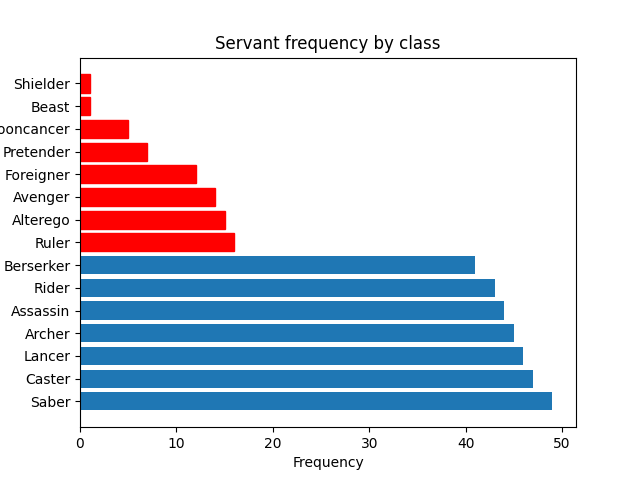 Servant frequency by class
Shielder
Beast
ooncancer
Pretender
Foreigner
Avenger
Alterego
Ruler
Berserker
Rider
Assassin
Archer
Lancer
Caster
Saber
0 10 20 30 40 50
Frequency